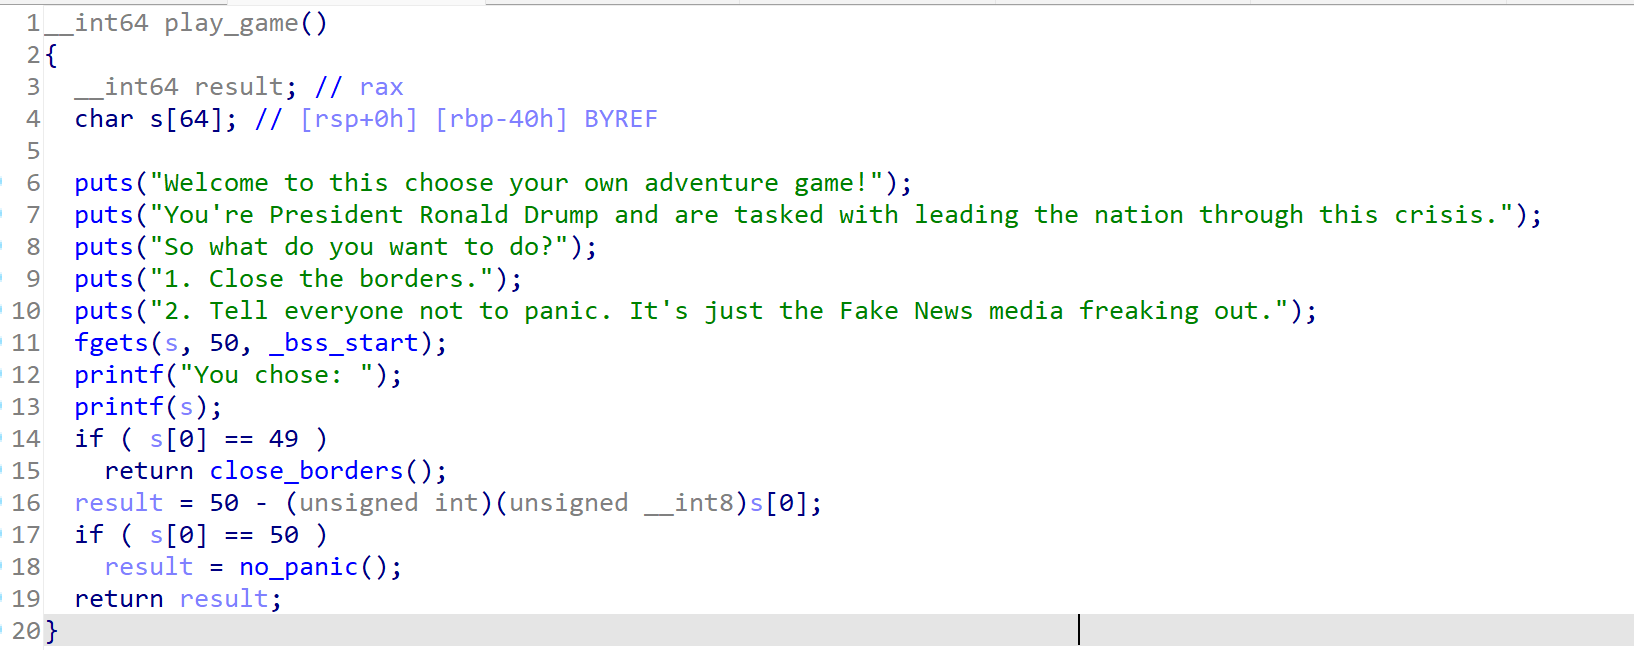 1 __int64 play_game()
2 {
3   __int64 result; // rax
4   char s[64]; // [rsp+0h] [rbp-40h] BYREF
5
6   puts("Welcome to this choose your own adventure game!");
7   puts("You're President Ronald Drump and are tasked with leading the nation through this crisis.");
8   puts("So what do you want to do?");
9   puts("1. Close the borders.");
10   puts("2. Tell everyone not to panic. It's just the Fake News media freaking out.");
11   fgets(s, 50, _bss_start);
12   printf("You chose: ");
13   printf(s);
14   if ( s[0] == 49 )
15     return close_borders();
16   result = 50 - (unsigned int)(unsigned __int8)s[0];
17   if ( s[0] == 50 )
18     result = no_panic();
19   return result;
20 }